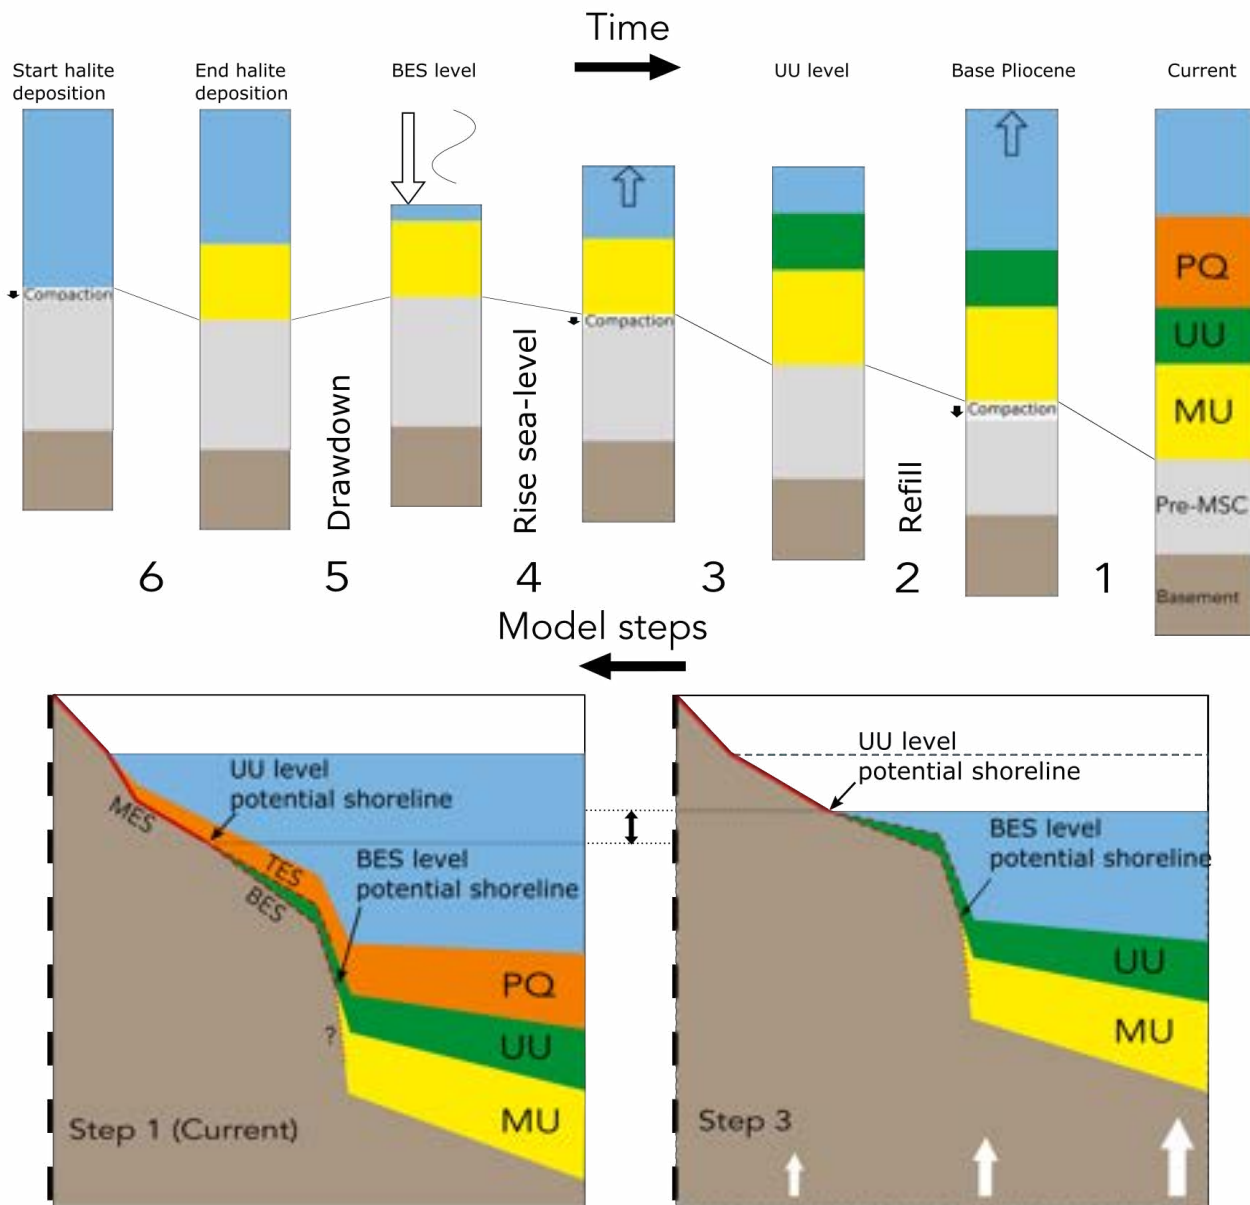 Time
Start halite
deposition
End halite
deposition
BES level
UU level
Base Pliocene
Current
Compaction
Compaction
Compaction
PQ
UU
MU
Pre-MSC
Basement
Drawdown
Rise sea-level
Refill
6
5
4
3
2
1
Model steps
UU level
potential shoreline
MES
TES
BES
BES level
potential shoreline
PQ
UU
MU
?
Step 1 (Current)
UU level
potential shoreline
BES level
potential shoreline
UU
MU
Step 3